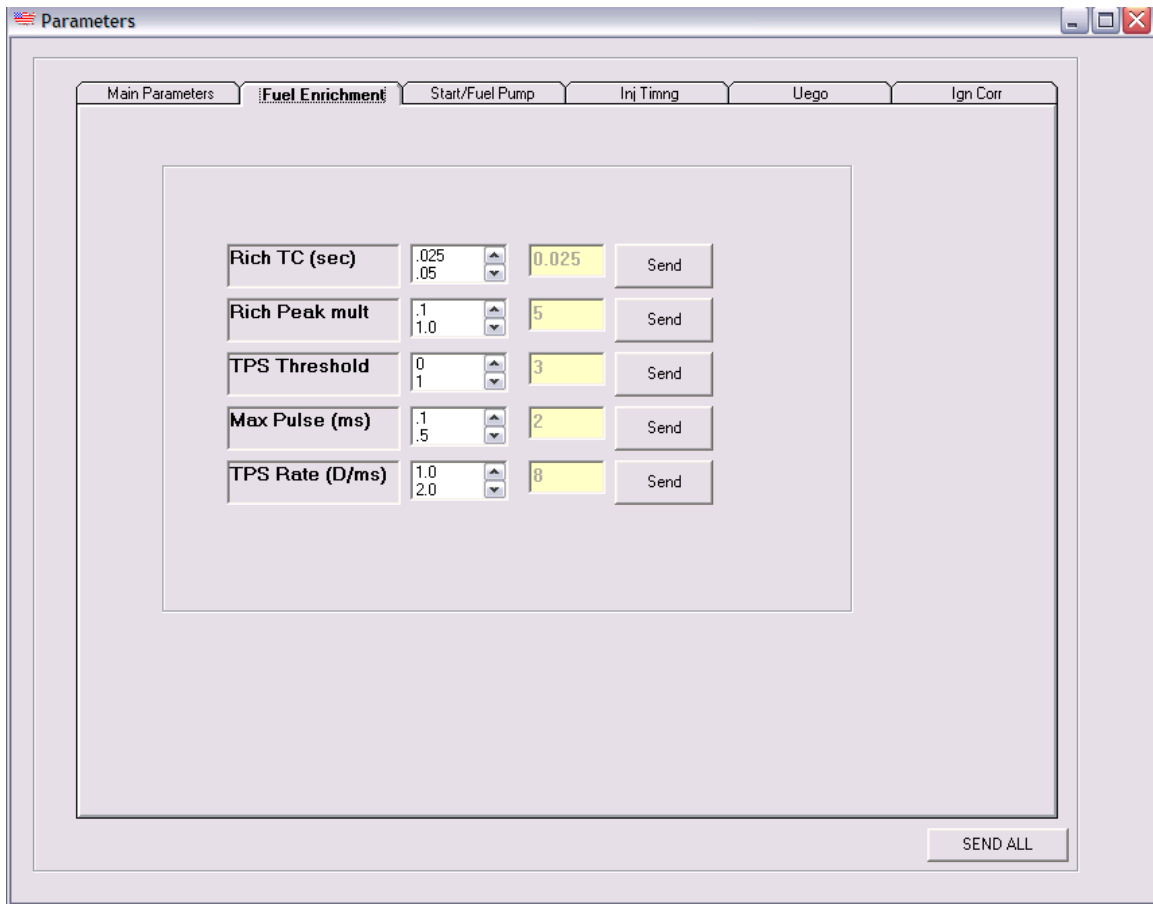 Parameters
Main Parameters Fuel Enrichment Start/Fuel Pump Inj Timng Uego Ign Corr
Rich TC (sec) .025 0.025 Send
.05
Rich Peak mult .1 5 Send
1.0
TPS Threshold 0 3 Send
1
Max Pulse (ms) .1 2 Send
.5
TPS Rate (D/ms) 1.0 8 Send
2.0
SEND ALL